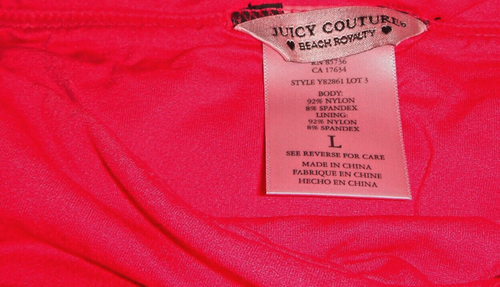 JUICY COUTURE®
♥ BEACH ROYALTY ♥
RN 85736
CA 17634
STYLE Y82861 LOT 3
BODY:
92% NYLON
8% SPANDEX
LINING:
92% NYLON
8% SPANDEX
L
SEE REVERSE FOR CARE
MADE IN CHINA
FABRIQUE EN CHINE
HECHO EN CHINA